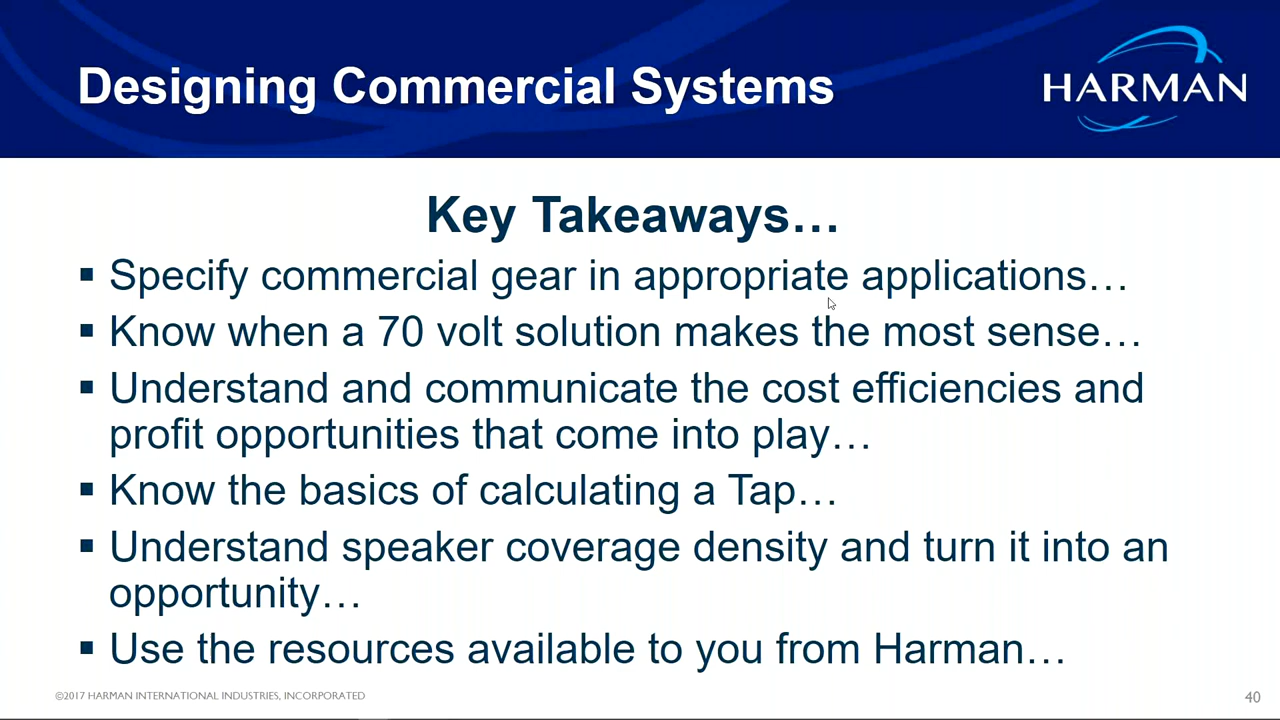 Designing Commercial Systems
HARMAN
Key Takeaways…
▪ Specify commercial gear in appropriate applications…
▪ Know when a 70 volt solution makes the most sense…
▪ Understand and communicate the cost efficiencies and
profit opportunities that come into play…
▪ Know the basics of calculating a Tap…
▪ Understand speaker coverage density and turn it into an
opportunity…
▪ Use the resources available to you from Harman…
©2017 HARMAN INTERNATIONAL INDUSTRIES, INCORPORATED
40